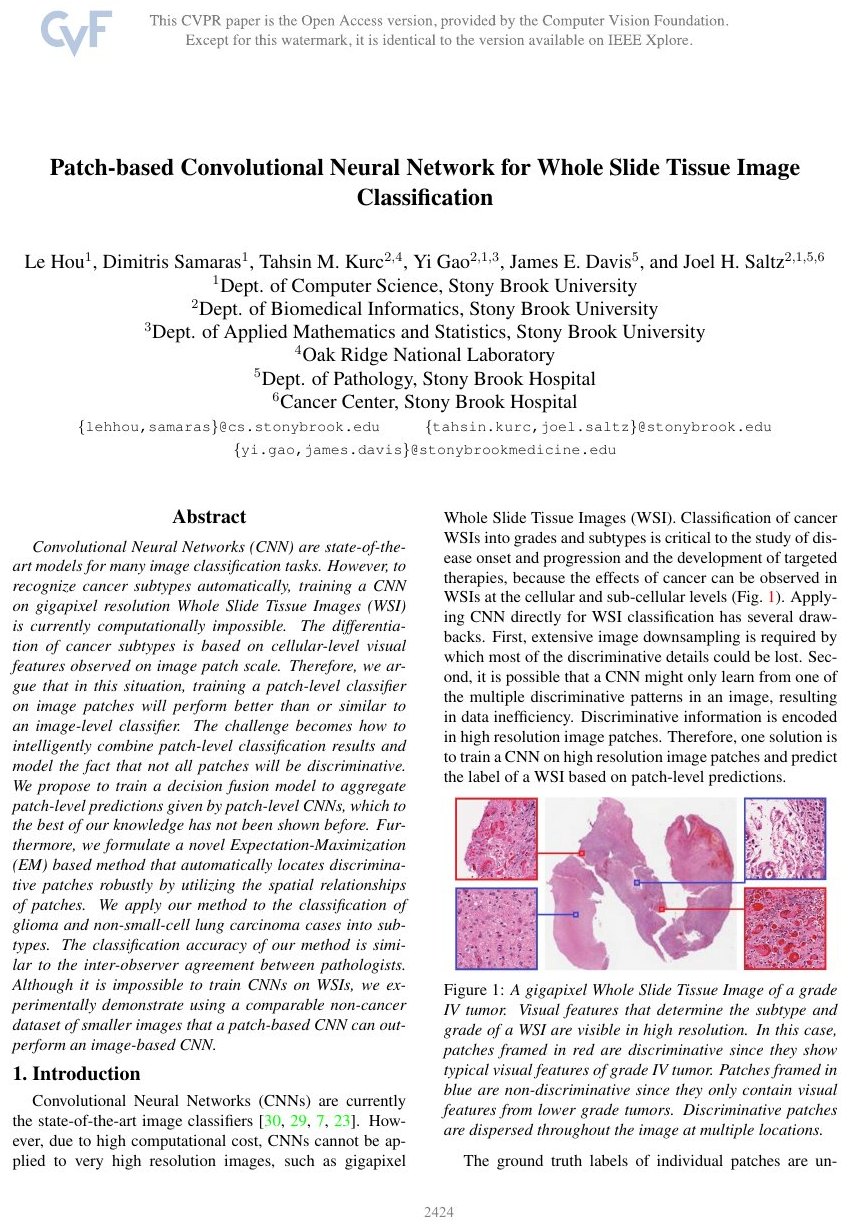 CVF
This CVPR paper is the Open Access version, provided by the Computer Vision Foundation.
Except for this watermark, it is identical to the version available on IEEE Xplore.
Patch-based Convolutional Neural Network for Whole Slide Tissue Image
Classification
Le Hou1, Dimitris Samaras1, Tahsin M. Kurc2,4, Yi Gao2,1,3, James E. Davis5, and Joel H. Saltz2,1,5,6
1Dept. of Computer Science, Stony Brook University
2Dept. of Biomedical Informatics, Stony Brook University
3Dept. of Applied Mathematics and Statistics, Stony Brook University
4Oak Ridge National Laboratory
5Dept. of Pathology, Stony Brook Hospital
6Cancer Center, Stony Brook Hospital
{lehhou,samaras}@cs.stonybrook.edu {tahsin.kurc,joel.saltz}@stonybrook.edu
{yi.gao,james.davis}@stonybrookmedicine.edu
Abstract
Convolutional Neural Networks (CNN) are state-of-the-
art models for many image classification tasks. However, to
recognize cancer subtypes automatically, training a CNN
on gigapixel resolution Whole Slide Tissue Images (WSI)
is currently computationally impossible. The differentia-
tion of cancer subtypes is based on cellular-level visual
features observed on image patch scale. Therefore, we ar-
gue that in this situation, training a patch-level classifier
on image patches will perform better than or similar to
an image-level classifier. The challenge becomes how to
intelligently combine patch-level classification results and
model the fact that not all patches will be discriminative.
We propose to train a decision fusion model to aggregate
patch-level predictions given by patch-level CNNs, which to
the best of our knowledge has not been shown before. Fur-
thermore, we formulate a novel Expectation-Maximization
(EM) based method that automatically locates discrimina-
tive patches robustly by utilizing the spatial relationships
of patches. We apply our method to the classification of
glioma and non-small-cell lung carcinoma cases into sub-
types. The classification accuracy of our method is simi-
lar to the inter-observer agreement between pathologists.
Although it is impossible to train CNNs on WSIs, we ex-
perimentally demonstrate using a comparable non-cancer
dataset of smaller images that a patch-based CNN can out-
perform an image-based CNN.
1. Introduction
Convolutional Neural Networks (CNNs) are currently
the state-of-the-art image classifiers [30, 29, 7, 23]. How-
ever, due to high computational cost, CNNs cannot be ap-
plied to very high resolution images, such as gigapixel
Whole Slide Tissue Images (WSI). Classification of cancer
WSIs into grades and subtypes is critical to the study of dis-
ease onset and progression and the development of targeted
therapies, because the effects of cancer can be observed in
WSIs at the cellular and sub-cellular levels (Fig. 1). Apply-
ing CNN directly for WSI classification has several draw-
backs. First, extensive image downsampling is required by
which most of the discriminative details could be lost. Sec-
ond, it is possible that a CNN might only learn from one of
the multiple discriminative patterns in an image, resulting
in data inefficiency. Discriminative information is encoded
in high resolution image patches. Therefore, one solution is
to train a CNN on high resolution image patches and predict
the label of a WSI based on patch-level predictions.
Figure 1: A gigapixel Whole Slide Tissue Image of a grade
IV tumor. Visual features that determine the subtype and
grade of a WSI are visible in high resolution. In this case,
patches framed in red are discriminative since they show
typical visual features of grade IV tumor. Patches framed in
blue are non-discriminative since they only contain visual
features from lower grade tumors. Discriminative patches
are dispersed throughout the image at multiple locations.
The ground truth labels of individual patches are un-
2424